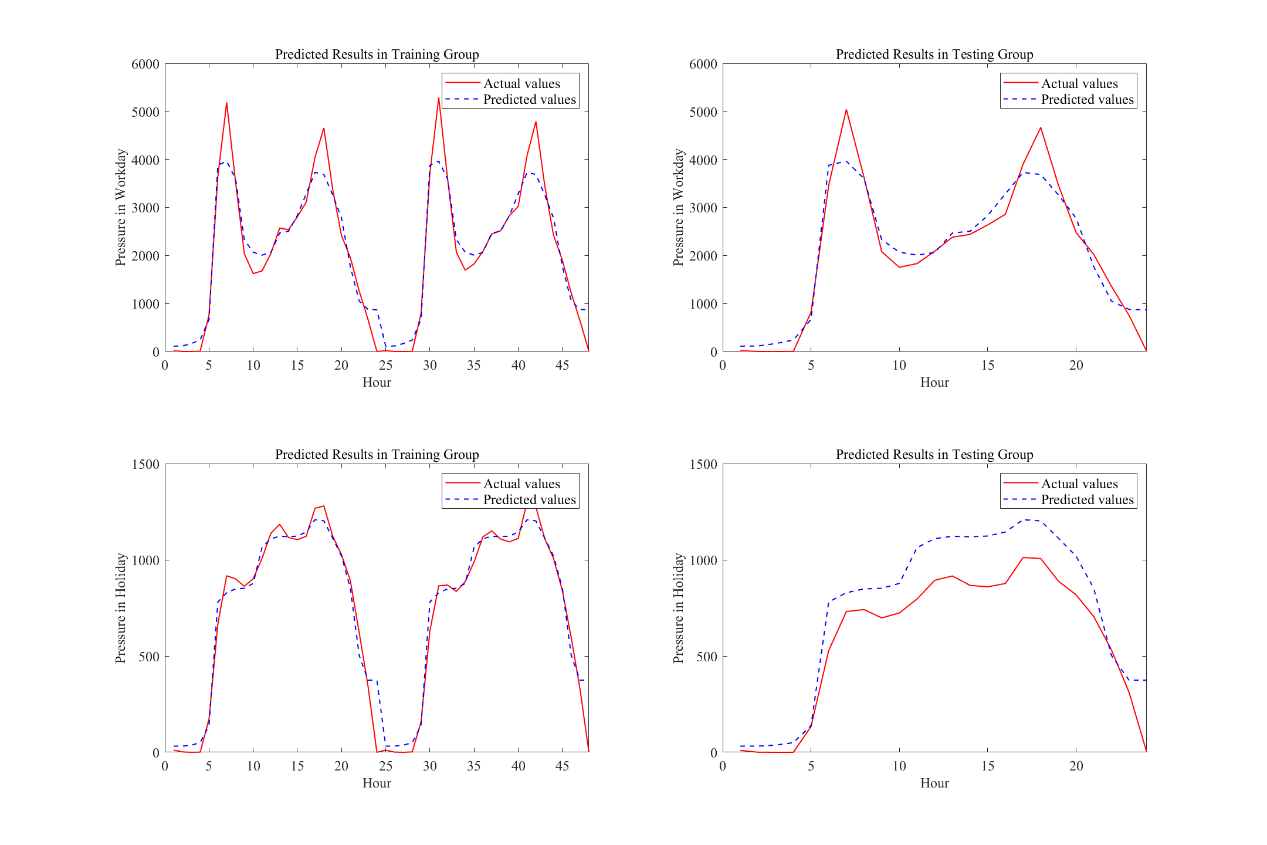 Predicted Results in Training Group
Actual values
Predicted values
Pressure in Workday
6000
5000
4000
3000
2000
1000
0
0 5 10 15 20 25 30 35 40 45
Hour
Predicted Results in Testing Group
Actual values
Predicted values
Pressure in Workday
6000
5000
4000
3000
2000
1000
0
0 5 10 15 20
Hour
Predicted Results in Training Group
Actual values
Predicted values
Pressure in Holiday
1500
1000
500
0
0 5 10 15 20 25 30 35 40 45
Hour
Predicted Results in Testing Group
Actual values
Predicted values
Pressure in Holiday
1500
1000
500
0
0 5 10 15 20
Hour